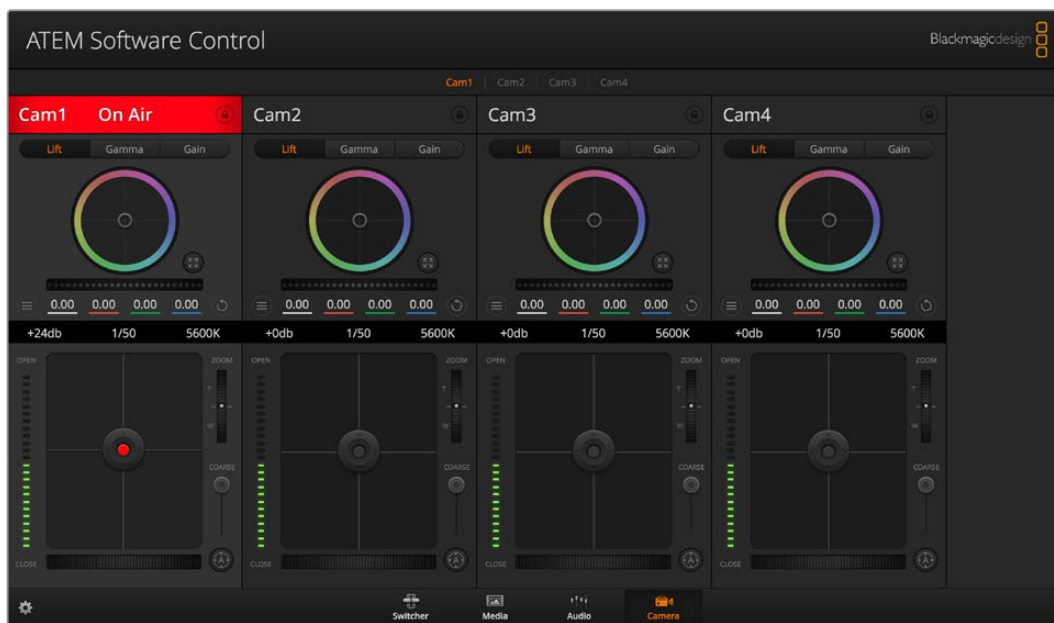 ATEM Software Control
Blackmagicdesign
Cam1 Cam2 Cam3 Cam4
Cam1 On Air
Cam2
Cam3
Cam4
Lift Gamma Gain
Lift Gamma Gain
Lift Gamma Gain
Lift Gamma Gain
0.00 0.00 0.00 0.00
0.00 0.00 0.00 0.00
0.00 0.00 0.00 0.00
0.00 0.00 0.00 0.00
+24db 1/50 5600K
+0db 1/50 5600K
+0db 1/50 5600K
+0db 1/50 5600K
OPEN ZOOM
OPEN ZOOM
OPEN ZOOM
OPEN ZOOM
T
T
T
T
W
W
W
W
COARSE
COARSE
COARSE
COARSE
CLOSE A
CLOSE A
CLOSE A
CLOSE A
Switcher Media Audio Camera